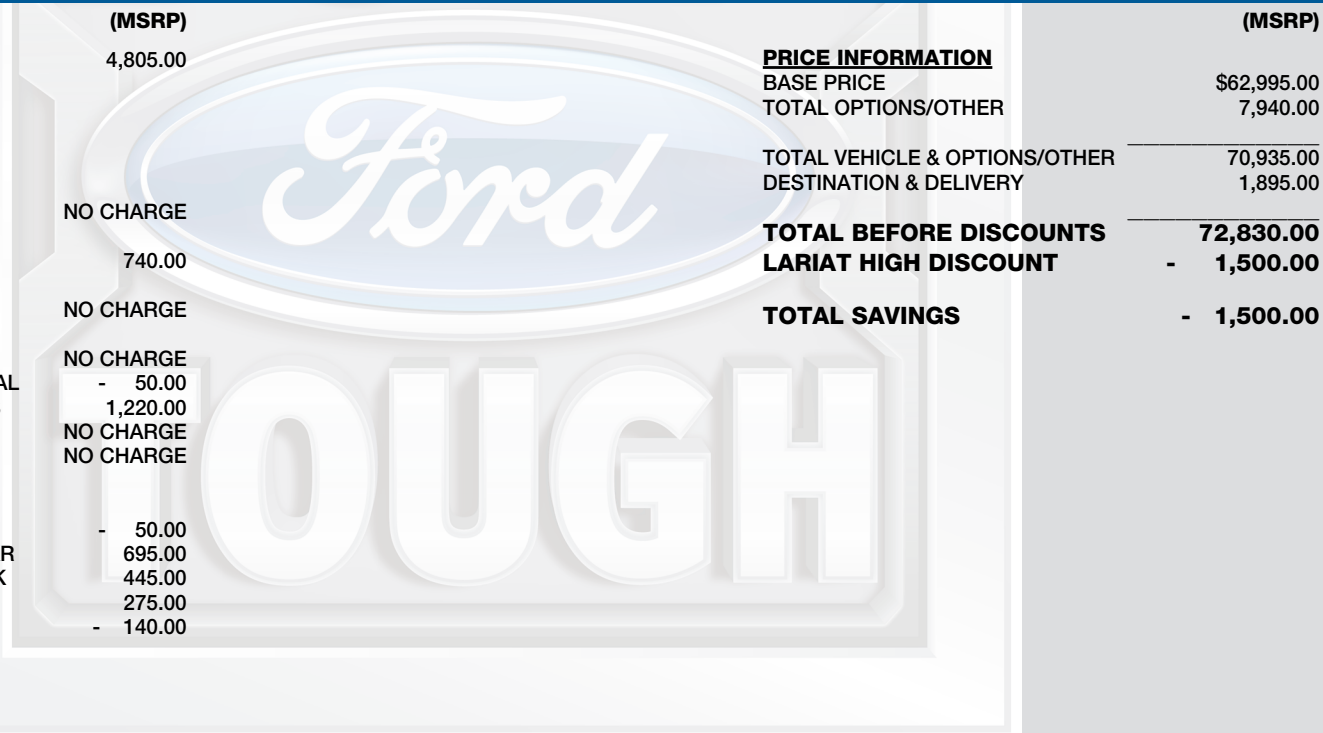 (MSRP)
4,805.00
NO CHARGE
740.00
NO CHARGE
NO CHARGE
AL - 50.00
1,220.00
NO CHARGE
NO CHARGE
- 50.00
R 695.00
K 445.00
275.00
- 140.00
Ford
TOUGH
(MSRP)
PRICE INFORMATION
BASE PRICE $62,995.00
TOTAL OPTIONS/OTHER 7,940.00
TOTAL VEHICLE & OPTIONS/OTHER 70,935.00
DESTINATION & DELIVERY 1,895.00
TOTAL BEFORE DISCOUNTS 72,830.00
LARIAT HIGH DISCOUNT - 1,500.00
TOTAL SAVINGS - 1,500.00